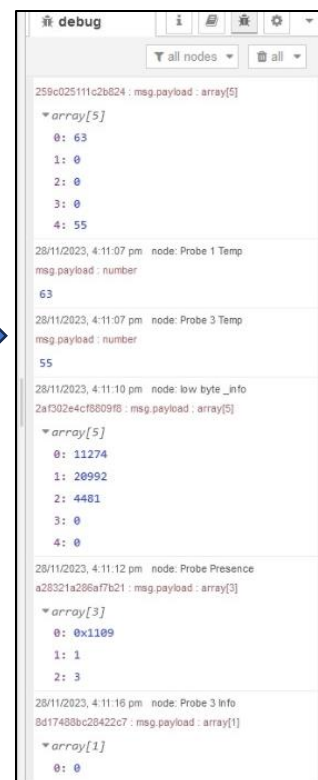 debug
i
all nodes
all
259c025111c2b824 : msg.payload : array[5]
array[5]
0: 63
1: 0
2: 0
3: 0
4: 55
28/11/2023, 4:11:07 pm node: Probe 1 Temp
msg.payload : number
63
28/11/2023, 4:11:07 pm node: Probe 3 Temp
msg.payload : number
55
28/11/2023, 4:11:10 pm node: low byte _info
2af302e4cf8809f8 : msg.payload : array[5]
array[5]
0: 11274
1: 20992
2: 4481
3: 0
4: 0
28/11/2023, 4:11:12 pm node: Probe Presence
a28321a286af7b21 : msg.payload : array[3]
array[3]
0: 0x1109
1: 1
2: 3
28/11/2023, 4:11:16 pm node: Probe 3 Info
8d17488bc28422c7 : msg.payload : array[1]
array[1]
0: 0